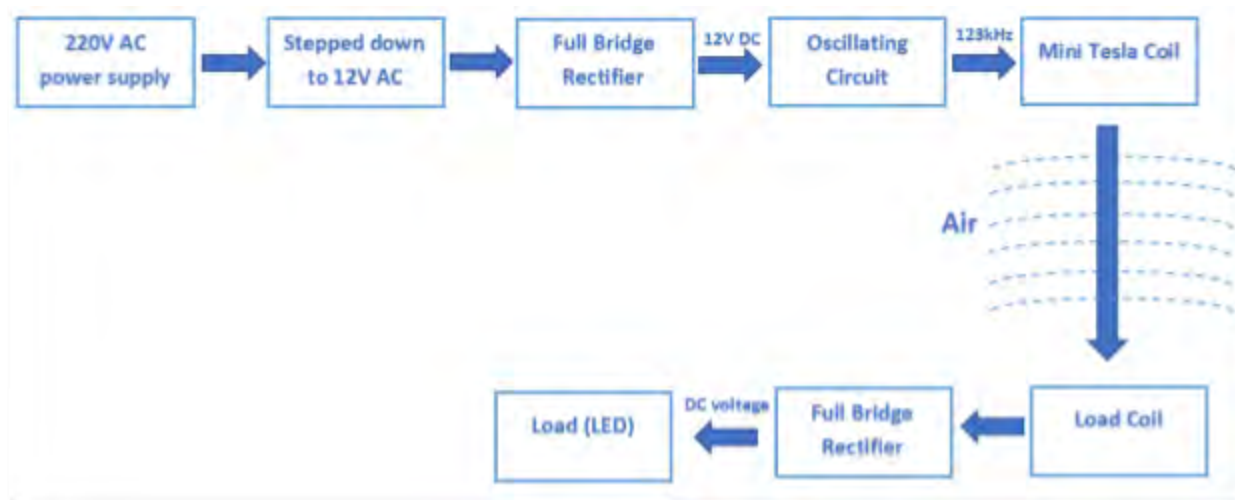 220V AC
power supply
Stepped down
to 12V AC
Full Bridge
Rectifier
12V DC
Oscillating
Circuit
123kHz
Mini Tesla Coil
Air
Load Coil
Full Bridge
Rectifier
DC voltage
Load (LED)